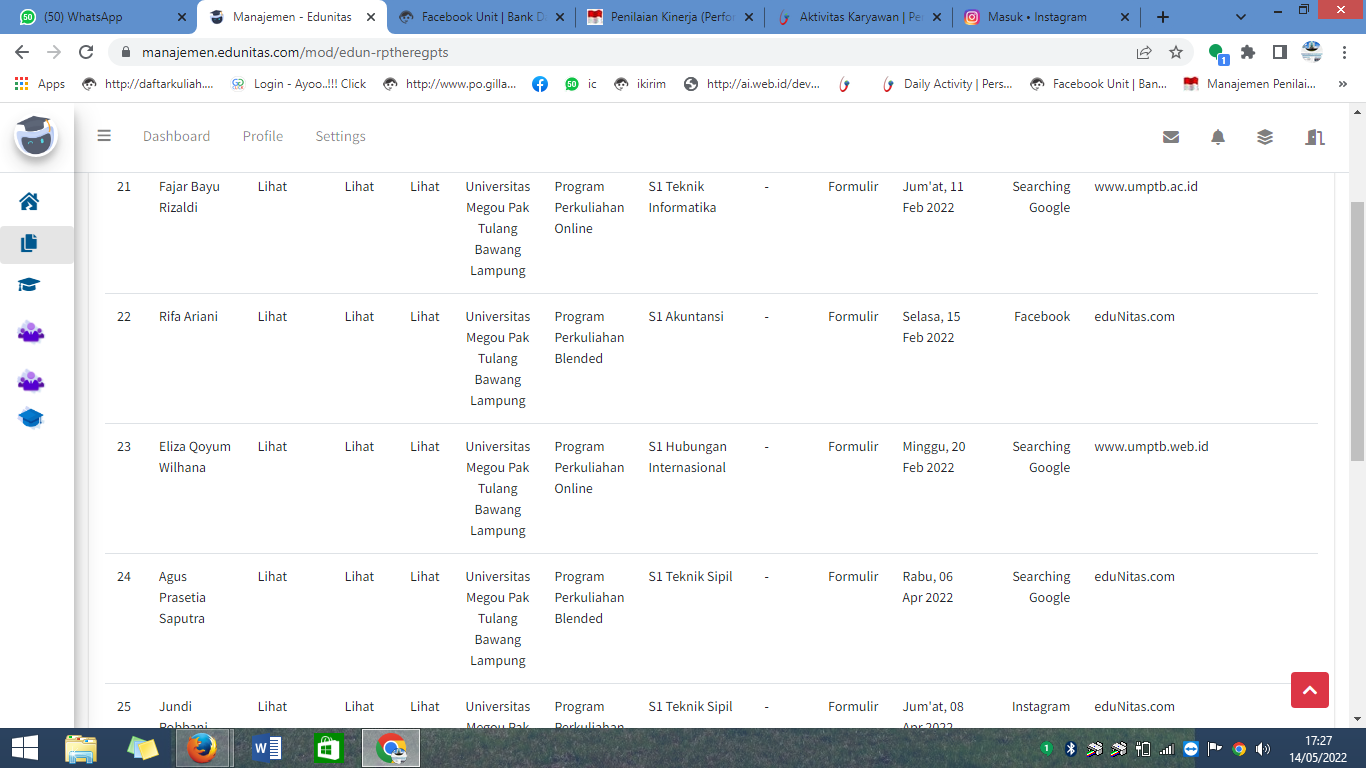 (50) WhatsApp
Manajemen - Edunitas
Facebook Unit | Bank D
Penilaian Kinerja (Perfor
Aktivitas Karyawan | Pe
Masuk • Instagram
manajemen.edunitas.com/mod/edun-rptheregpts
1
Apps
http://daftarkuliah....
Login - Ayoo..!!! Click
http://www.po.gilla...
50
ic
ikirim
http://ai.web.id/dev...
Daily Activity | Pers...
Facebook Unit | Ban...
Manajemen Penilai...
»
Dashboard
Profile
Settings
21 Fajar Bayu Lihat Lihat Lihat Universitas Program S1 Teknik - Formulir Jum'at, 11 Searching www.umptb.ac.id
Rizaldi Megou Pak Perkuliahan Informatika Feb 2022 Google
Tulang Online
Bawang
Lampung
22 Rifa Ariani Lihat Lihat Lihat Universitas Program S1 Akuntansi - Formulir Selasa, 15 Facebook eduNitas.com
Megou Pak Perkuliahan Feb 2022
Tulang Blended
Bawang
Lampung
23 Eliza Qoyum Lihat Lihat Lihat Universitas Program S1 Hubungan - Formulir Minggu, 20 Searching www.umptb.web.id
Wilhana Megou Pak Perkuliahan Internasional Feb 2022 Google
Tulang Online
Bawang
Lampung
24 Agus Lihat Lihat Lihat Universitas Program S1 Teknik Sipil - Formulir Rabu, 06 Searching eduNitas.com
Prasetia Megou Pak Perkuliahan Apr 2022 Google
Saputra Tulang Blended
Bawang
Lampung
25 Jundi Lihat Lihat Lihat Universitas Program S1 Teknik Sipil - Formulir Jum'at, 08 Instagram eduNitas.com
Robbani Megou Pak Perkuliahan Apr 2022
17:27
14/05/2022